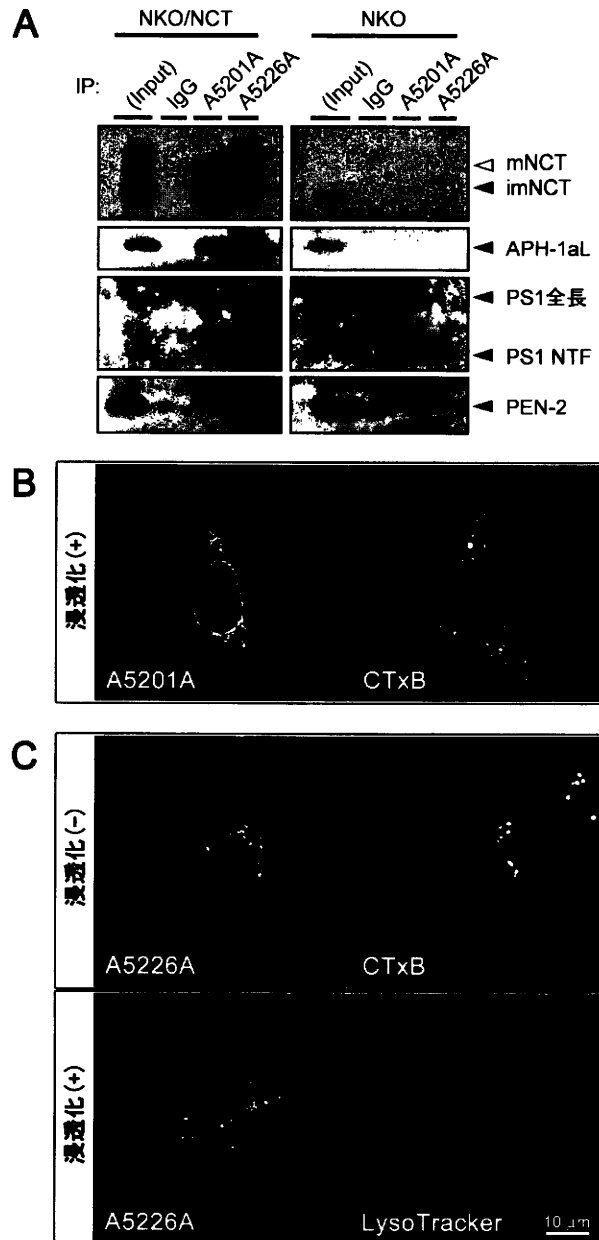 A
NKO/NCT
NKO
IP:
(Input)
IgG
A5201A
A5226A
(Input)
IgG
A5201A
A5226A
mNCT
imNCT
APH-1aL
PS1全長
PS1 NTF
PEN-2
B
浸透化(+)
A5201A
CTxB
C
浸透化(-)
A5226A
CTxB
浸透化(+)
A5226A
LysoTracker
10 μm